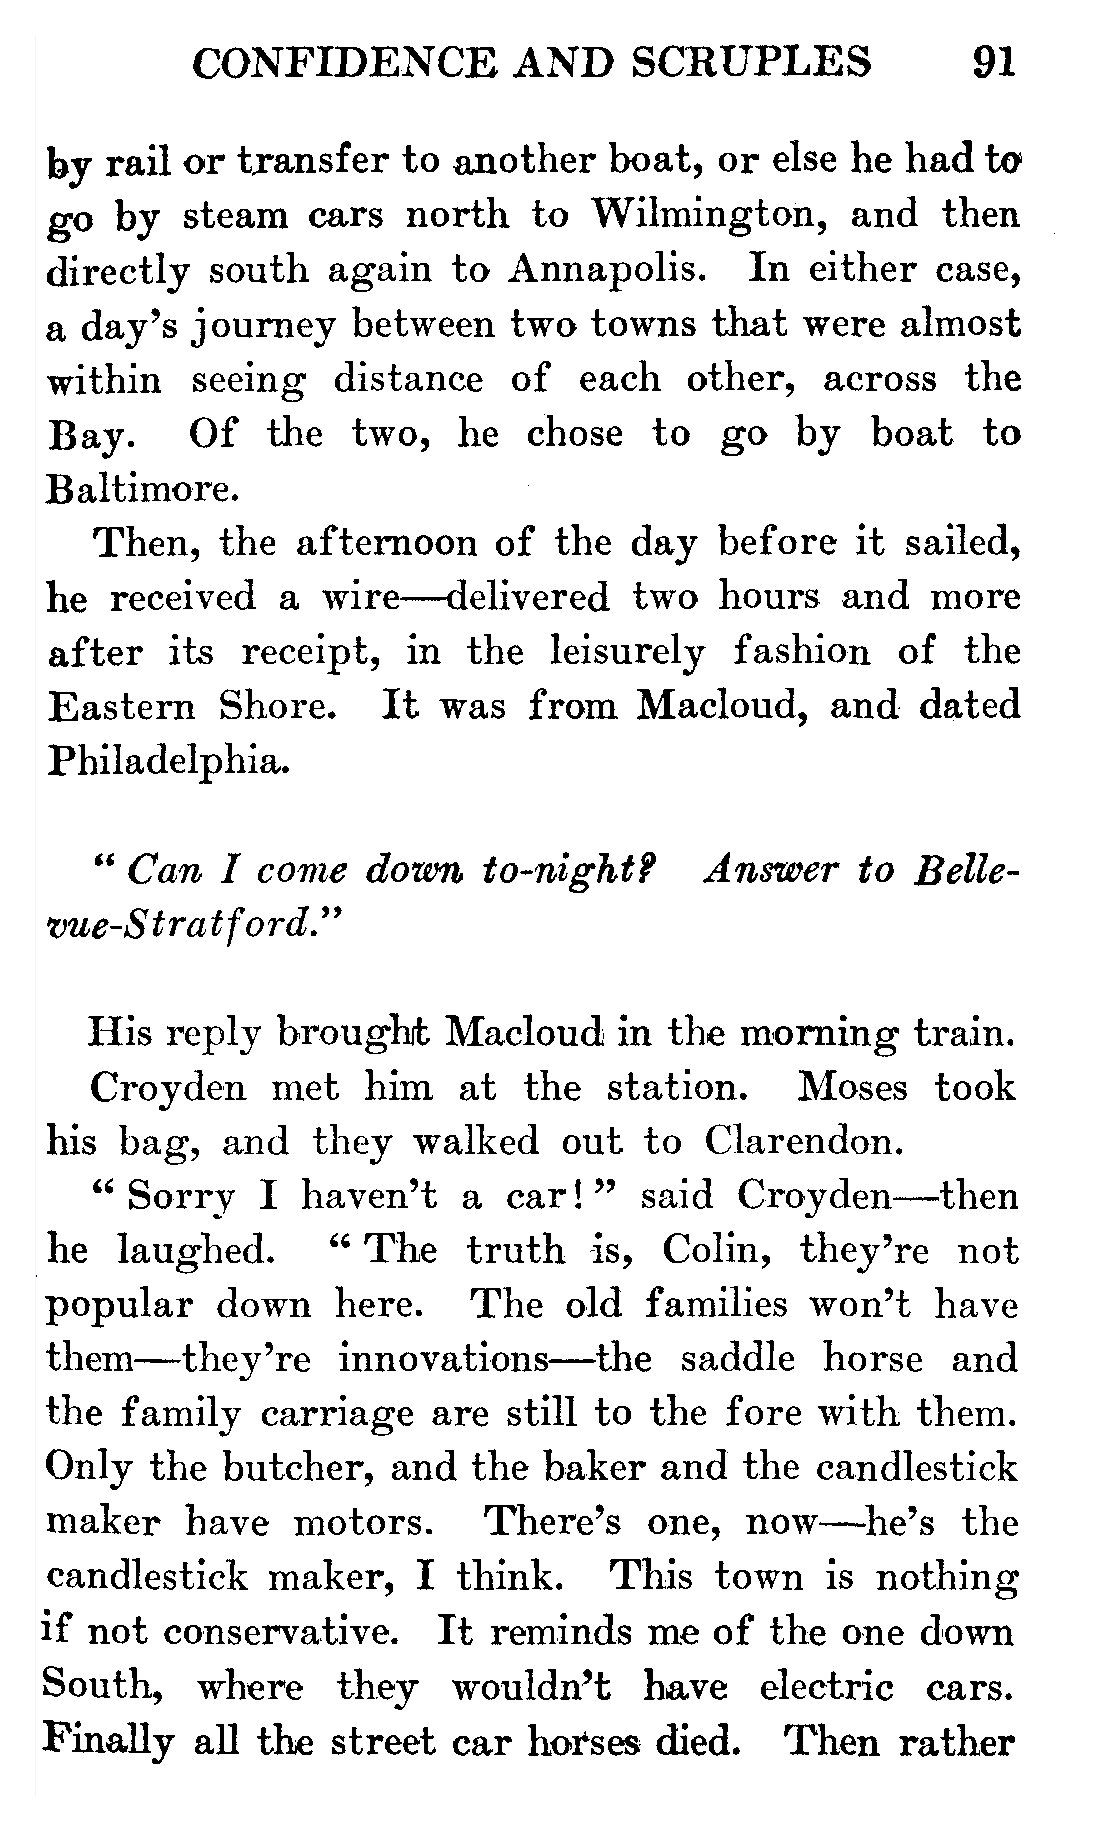 CONFIDENCE AND SCRUPLES 91
by rail or transfer to another boat, or else he had to
go by steam cars north to Wilmington, and then
directly south again to Annapolis. In either case,
a day's journey between two towns that were almost
within seeing distance of each other, across the
Bay. Of the two, he chose to go by boat to
Baltimore.
Then, the afternoon of the day before it sailed,
he received a wire—delivered two hours and more
after its receipt, in the leisurely fashion of the
Eastern Shore. It was from Macloud, and dated
Philadelphia.
“Can I come down to-night? Answer to Belle-
vue-Stratford.”
His reply brought Macloud in the morning train.
Croyden met him at the station. Moses took
his bag, and they walked out to Clarendon.
“Sorry I haven't a car!” said Croyden—then
he laughed. “The truth is, Colin, they're not
popular down here. The old families won't have
them—they're innovations—the saddle horse and
the family carriage are still to the fore with them.
Only the butcher, and the baker and the candlestick
maker have motors. There's one, now—he's the
candlestick maker, I think. This town is nothing
if not conservative. It reminds me of the one down
South, where they wouldn't have electric cars.
Finally all the street car horses died. Then rather